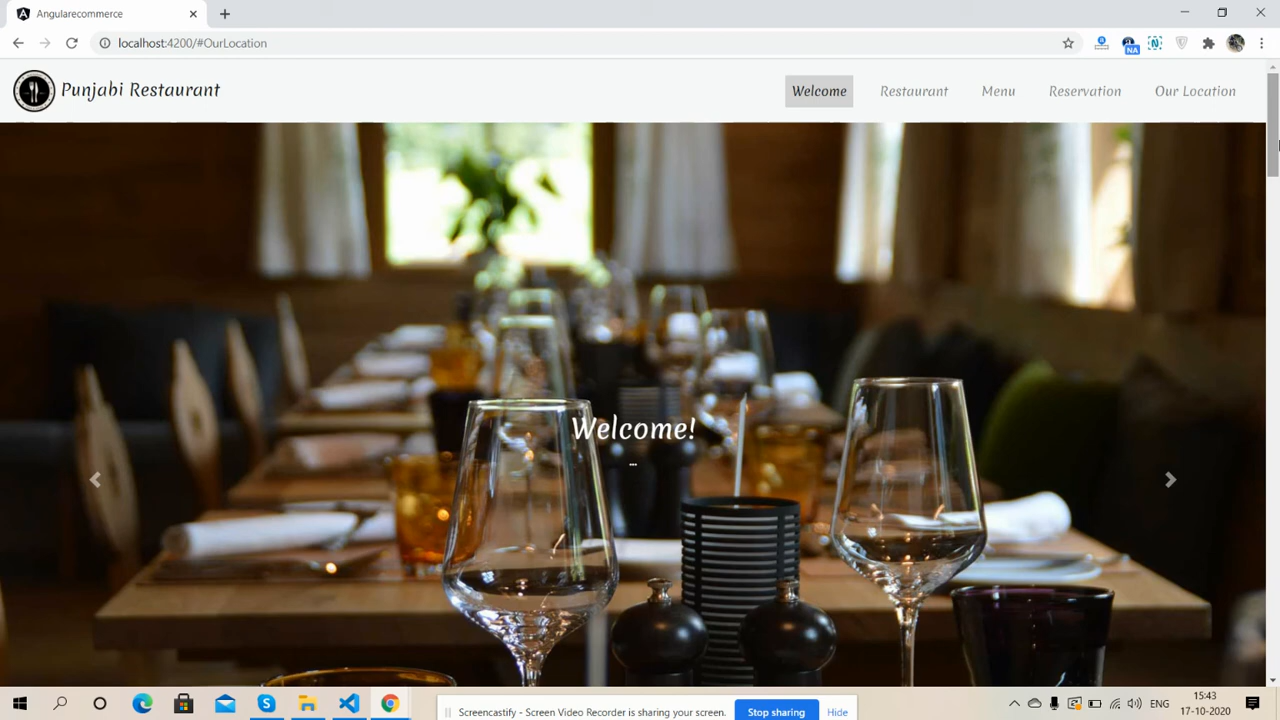 Angularecommerce
localhost:4200/#OurLocation
NA
Punjabi Restaurant
Welcome
Restaurant
Menu
Reservation
Our Location
Welcome!
...
Screencastify - Screen Video Recorder is sharing your screen.
Stop sharing
Hide
ENG
15:43
17-10-2020